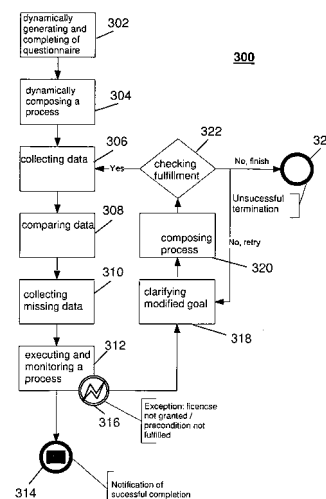 dynamically
generating and
completing of
questionnaire
302
300
dynamically
composing a
process
304
322
collecting data
306
Yes
checking
fulfillment
No, finish
32
Unsucessful
termination
comparing data
308
composing
process
320
No, retry
310
collecting
missing data
clarifying
modified goal
318
executing and
monitoring a
process
312
316
Exception: licencse
not granted /
precondition not
fulfilled
314
Notification of
sucessful completion